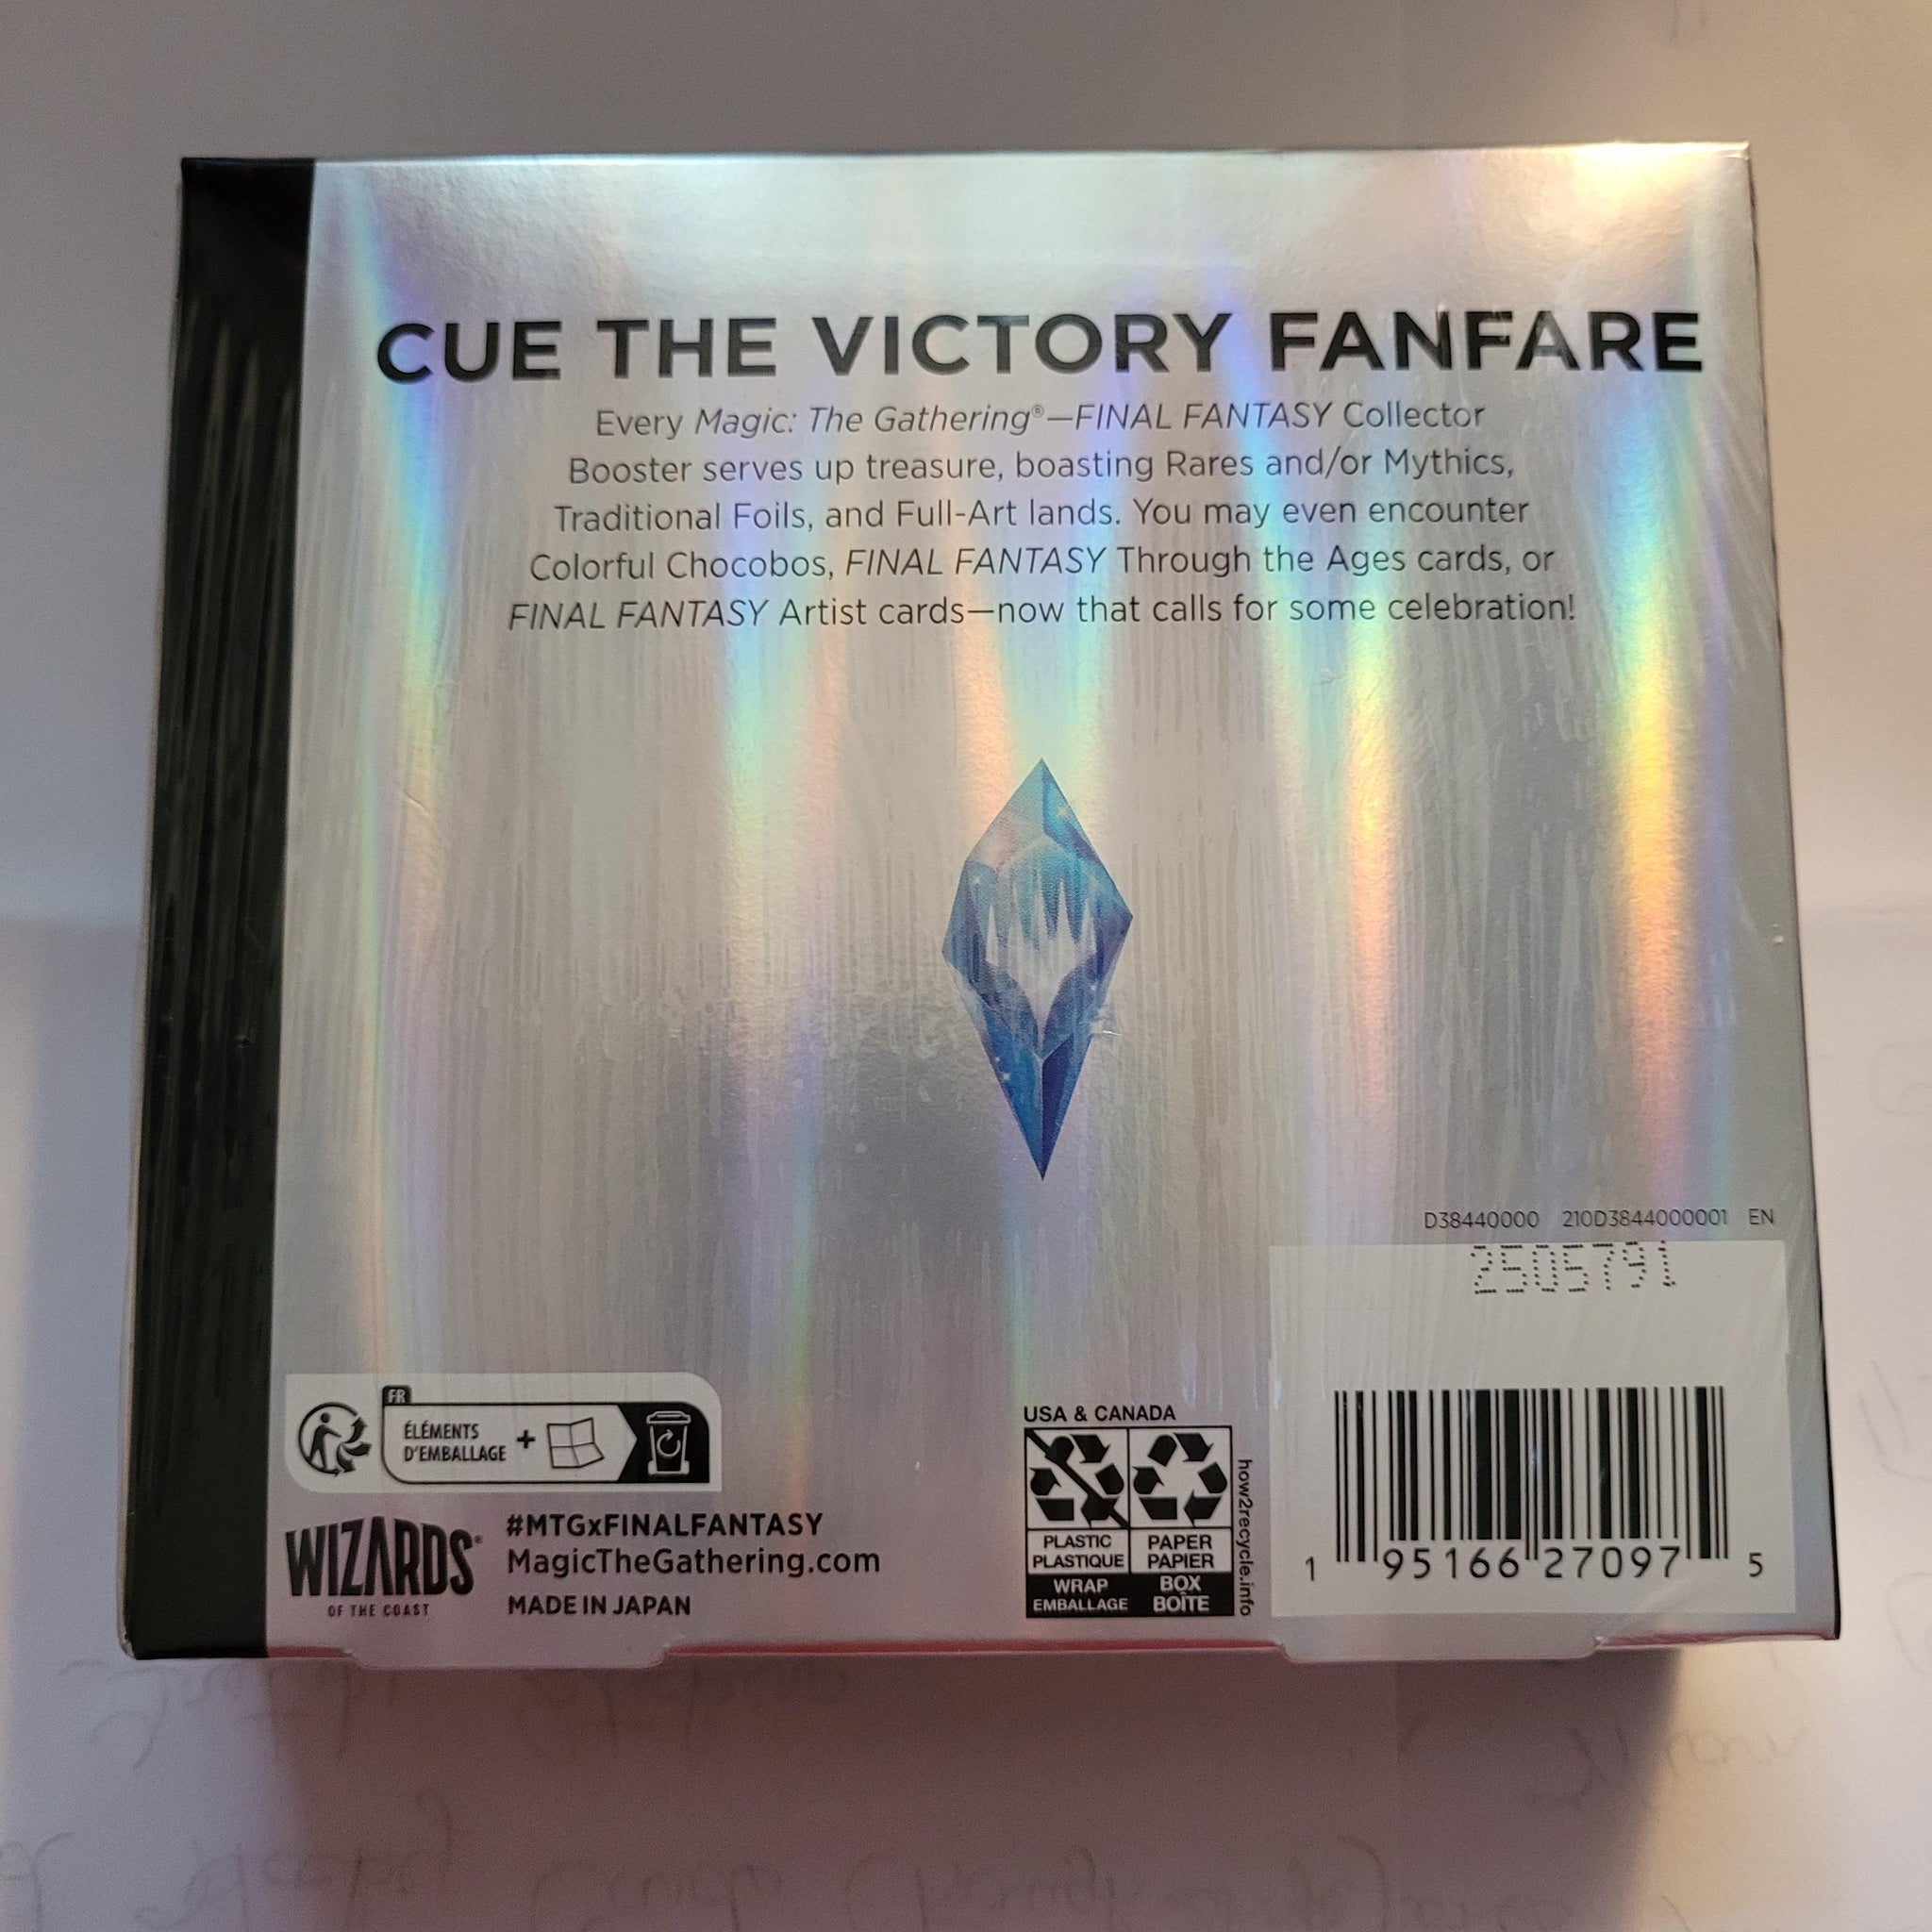 CUE THE VICTORY FANFARE
Every Magic: The Gathering®—FINAL FANTASY Collector
Booster serves up treasure, boasting Rares and/or Mythics,
Traditional Foils, and Full-Art lands. You may even encounter
Colorful Chocobos, FINAL FANTASY Through the Ages cards, or
FINAL FANTASY Artist cards—now that calls for some celebration!
D38440000 210D3844000001 EN
2505791
FR
ÉLÉMENTS
D'EMBALLAGE +
WIZARDS®
OF THE COAST
#MTGxFINALFANTASY
MagicTheGathering.com
MADE IN JAPAN
USA & CANADA
PLASTIC
PLASTIQUE
WRAP
EMBALLAGE
PAPER
PAPIER
BOX
BOÎTE
how2recycle.info
1 95166 27097 5